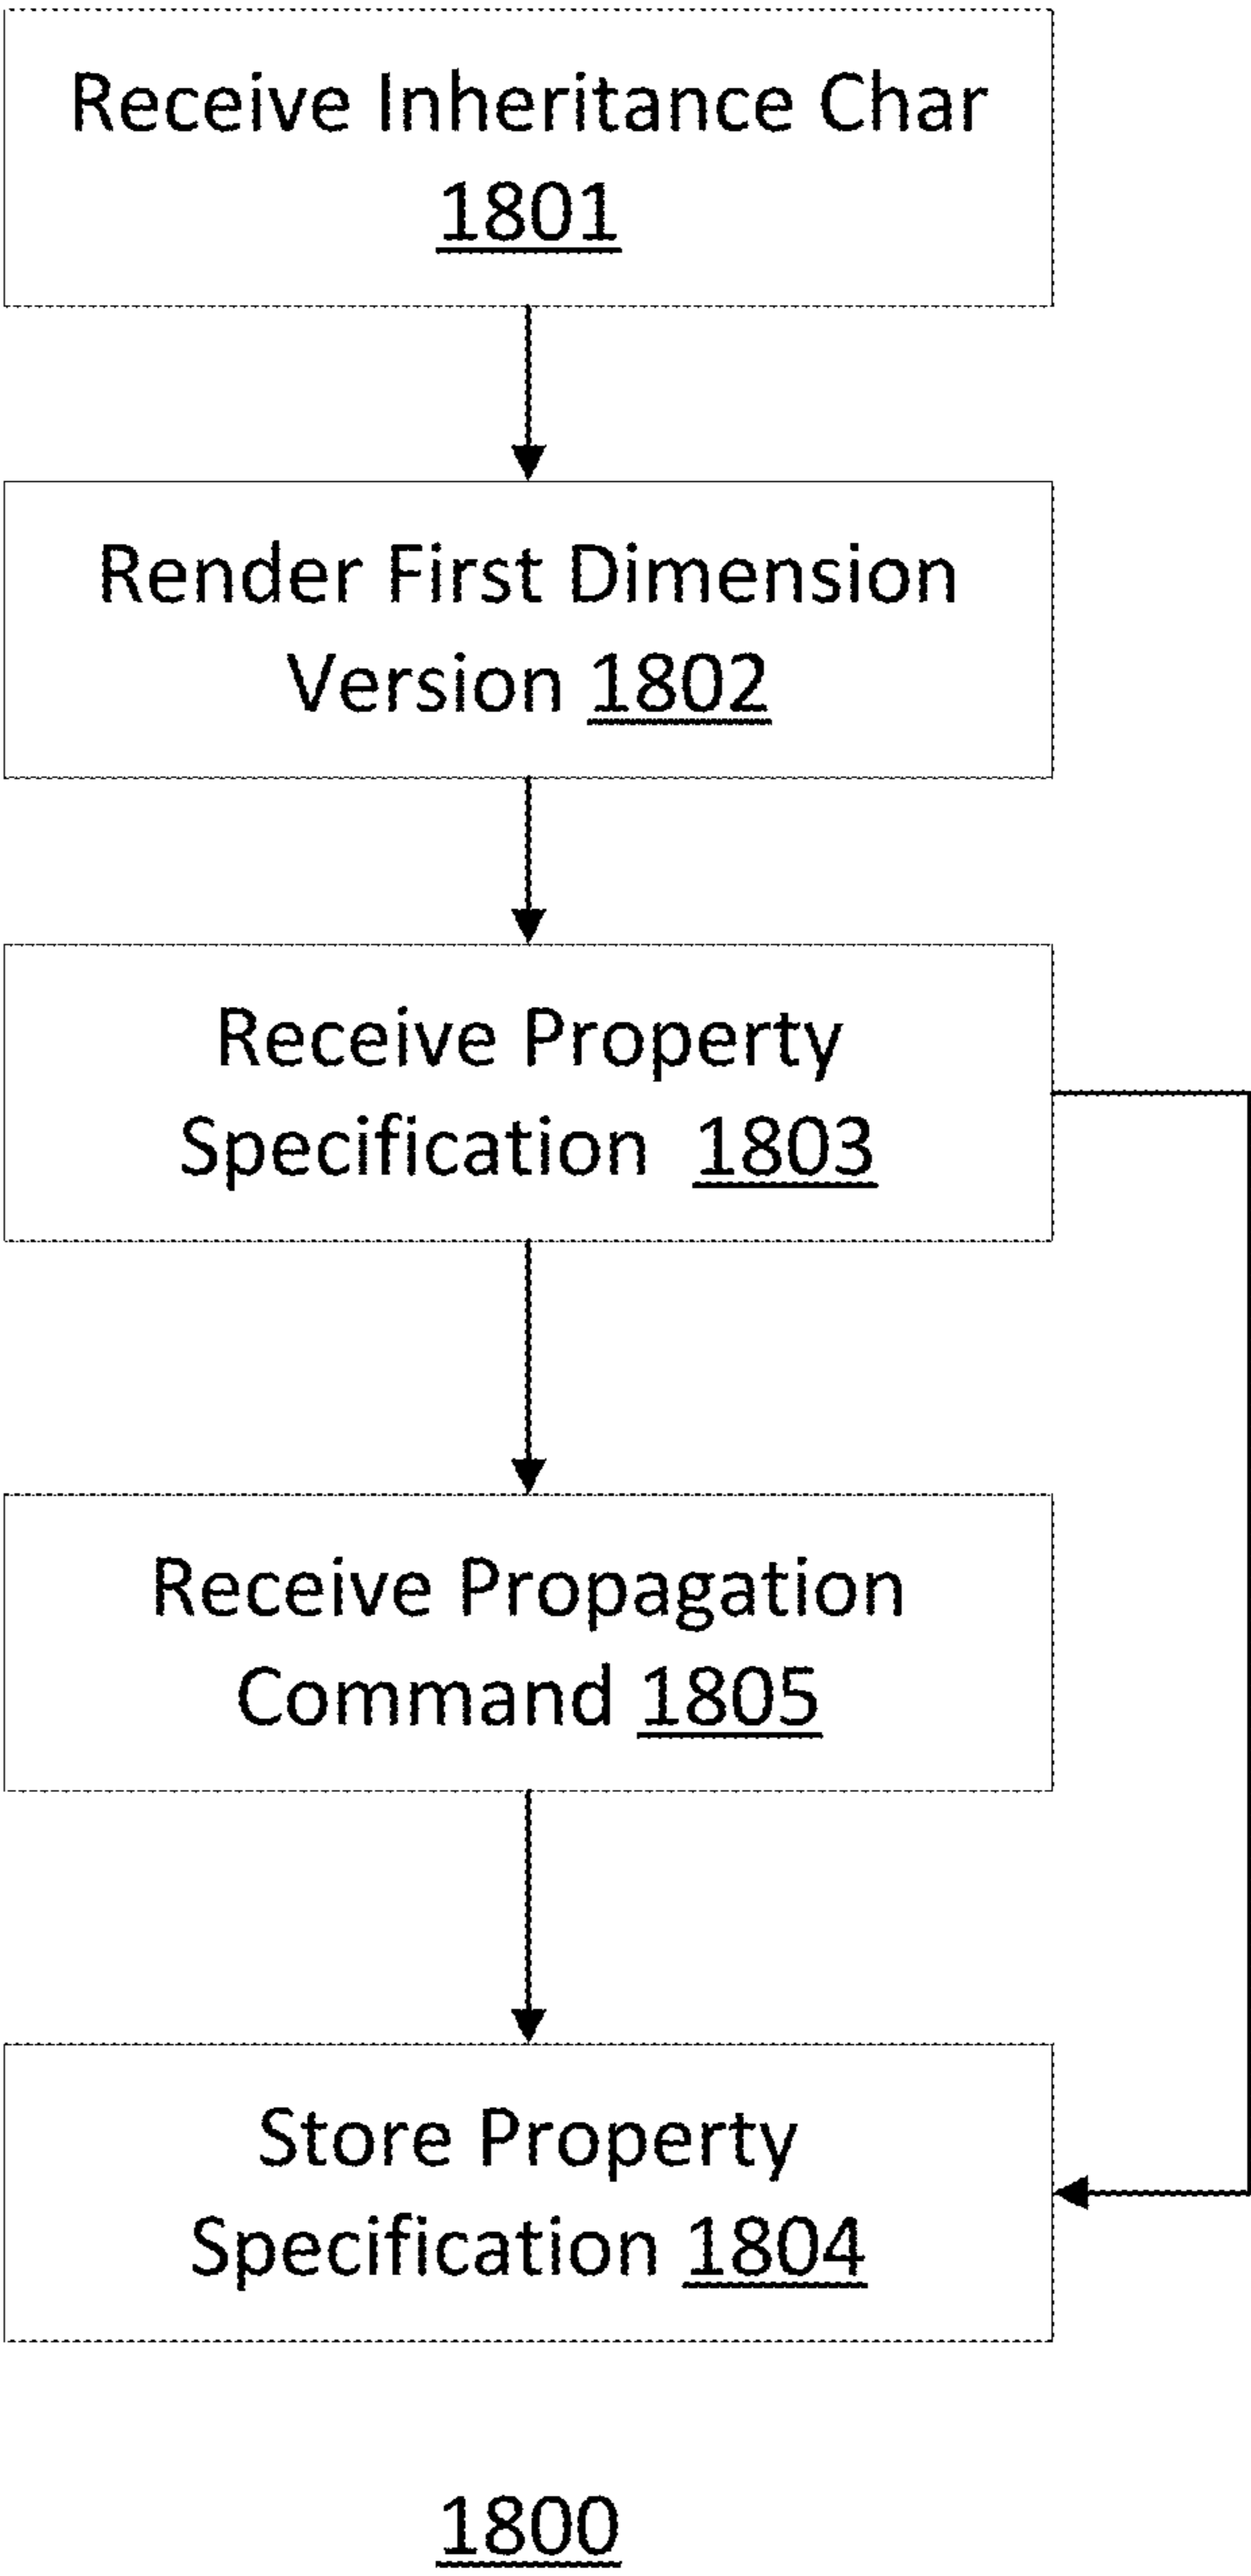 Receive Inheritance Char
1801
Render First Dimension
Version 1802
Receive Property
Specification 1803
Receive Propagation
Command 1805
Store Property
Specification 1804
1800